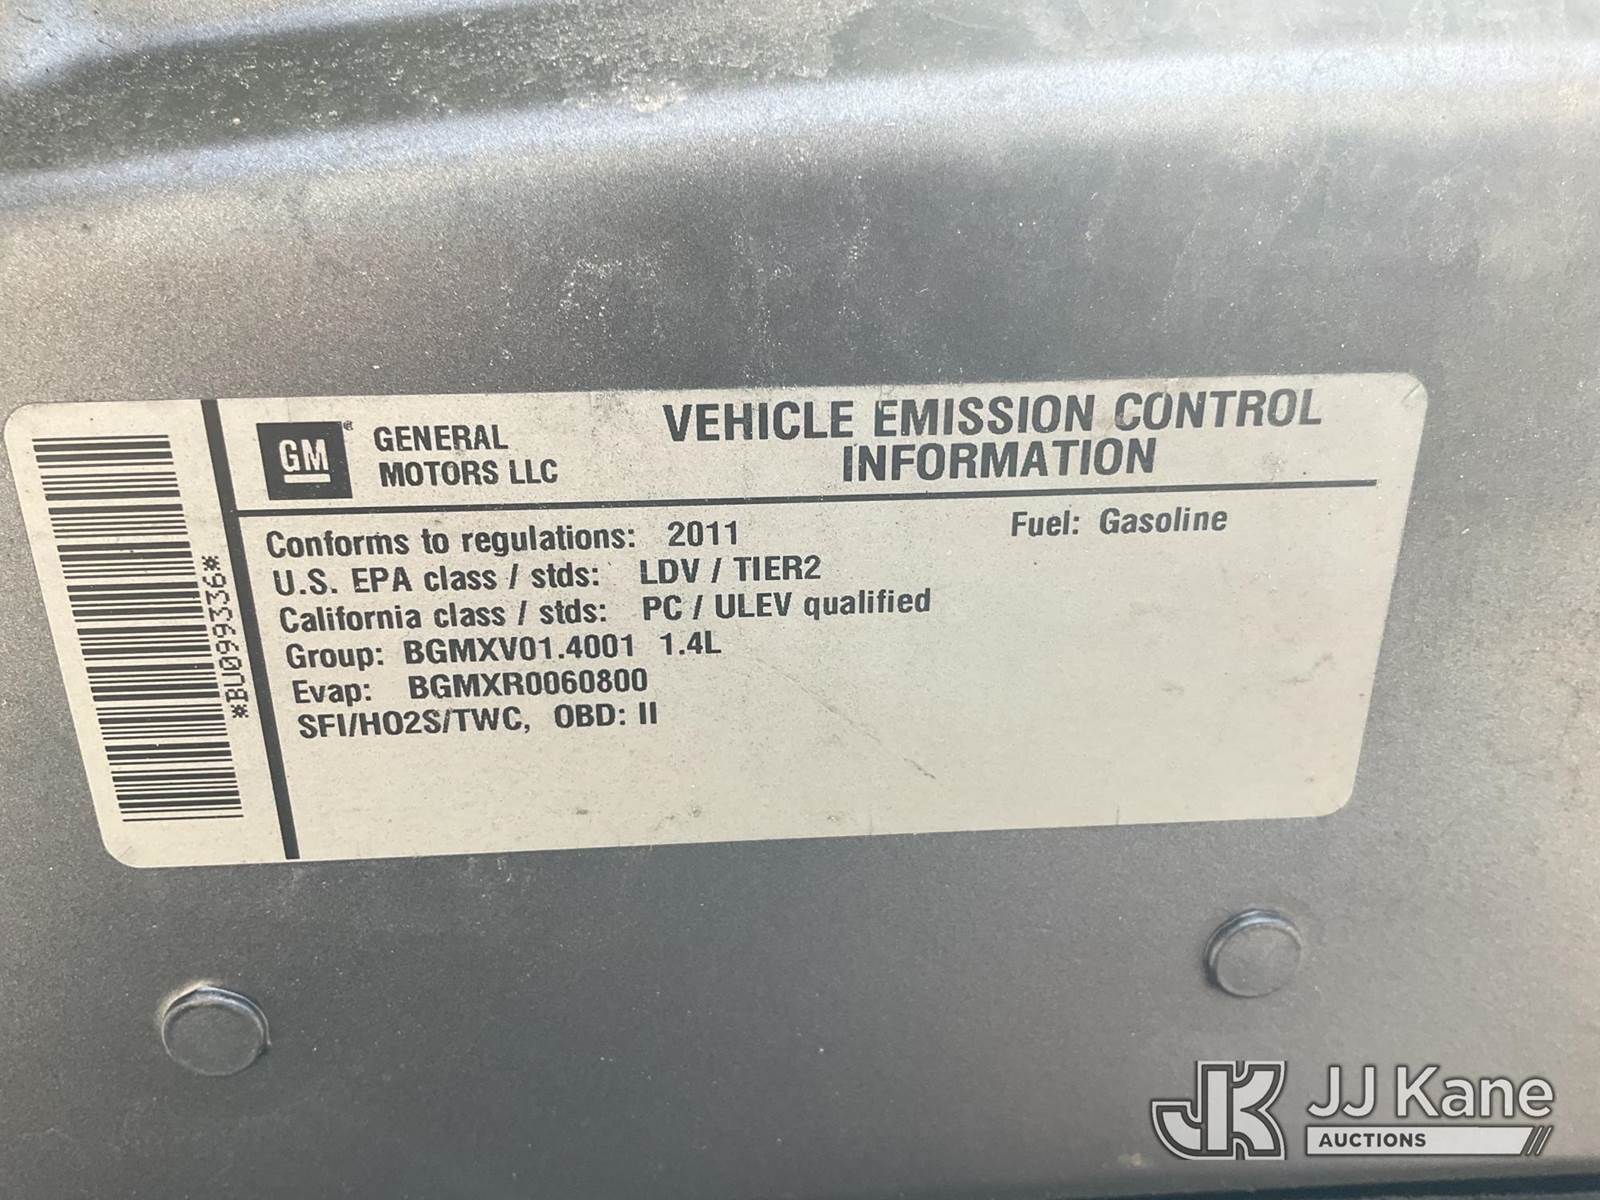 GM®
GENERAL
MOTORS LLC
VEHICLE EMISSION CONTROL
INFORMATION
Conforms to regulations: 2011 Fuel: Gasoline
U.S. EPA class / stds: LDV / TIER2
California class / stds: PC / ULEV qualified
Group: BGMXV01.4001 1.4L
Evap: BGMXR0060800
SFI/HO2S/TWC, OBD: II
*BU099336*
JK JJ Kane
AUCTIONS